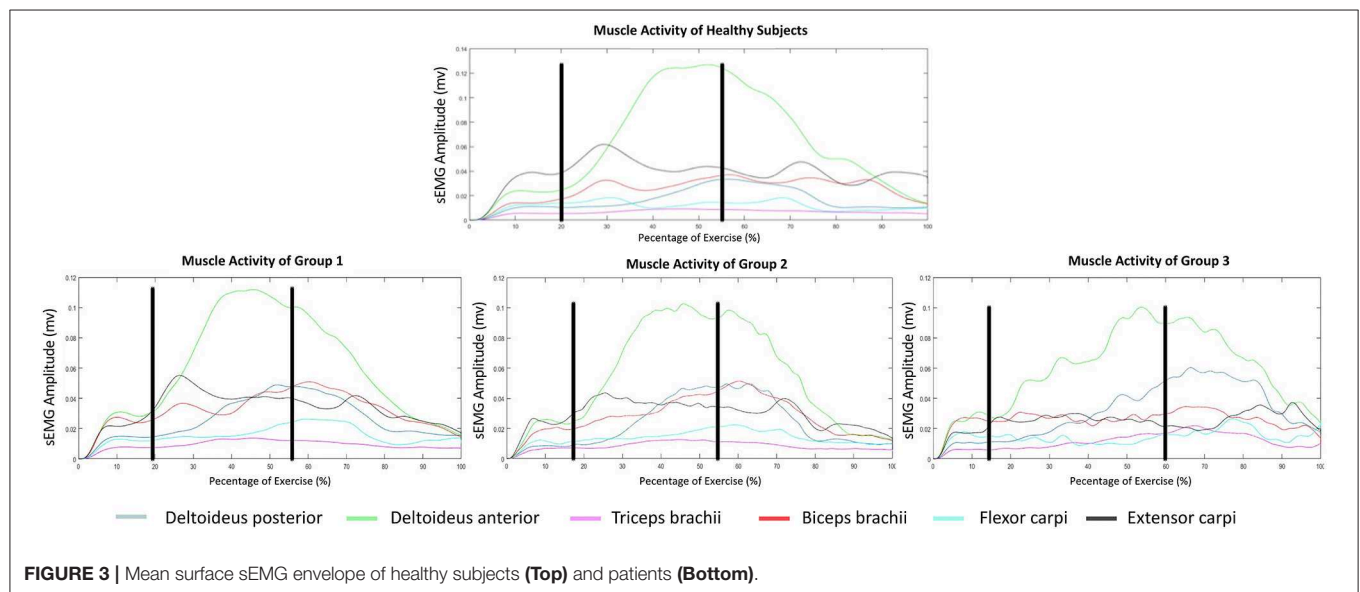 Muscle Activity of Healthy Subjects
sEMG Amplitude (mv)
0.14
0.12
0.1
0.08
0.06
0.04
0.02
0
0 10 20 30 40 50 60 70 80 90 100
Pecentage of Exercise (%)
Muscle Activity of Group 1
sEMG Amplitude (mv)
0.12
0.1
0.08
0.06
0.04
0.02
0
0 10 20 30 40 50 60 70 80 90 100
Pecentage of Exercise (%)
Muscle Activity of Group 2
sEMG Amplitude (mv)
0.12
0.1
0.08
0.06
0.04
0.02
0
0 10 20 30 40 50 60 70 80 90 100
Pecentage of Exercise (%)
Muscle Activity of Group 3
sEMG Amplitude (mv)
0.12
0.1
0.08
0.06
0.04
0.02
0
0 10 20 30 40 50 60 70 80 90 100
Pecentage of Exercise (%)
Deltoideus posterior Deltoideus anterior Triceps brachii Biceps brachii Flexor carpi Extensor carpi
FIGURE 3 | Mean surface sEMG envelope of healthy subjects (Top) and patients (Bottom).